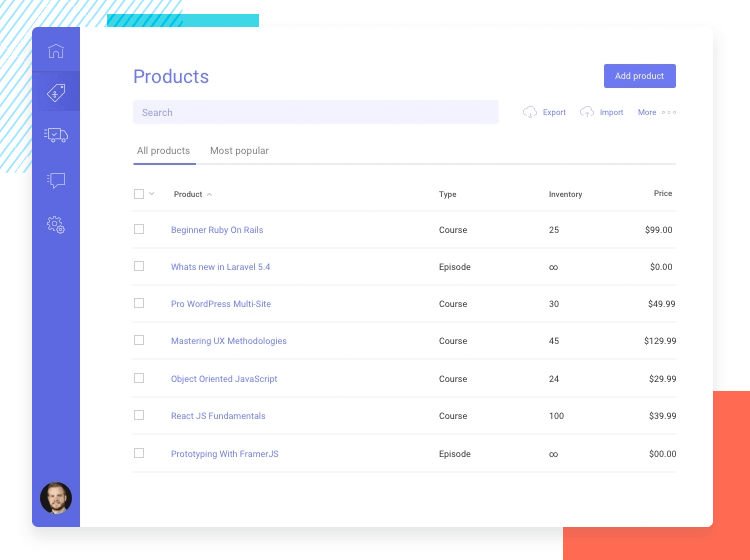 Products
Add product
Search
Export Import More
All products Most popular
Product Type Inventory Price
Beginner Ruby On Rails Course 25 $99.00
Whats new in Laravel 5.4 Episode ∞ $0.00
Pro WordPress Multi-Site Course 30 $49.99
Mastering UX Methodologies Course 45 $129.99
Object Oriented JavaScript Course 24 $29.99
React JS Fundamentals Course 100 $39.99
Prototyping With FramerJS Episode ∞ $00.00